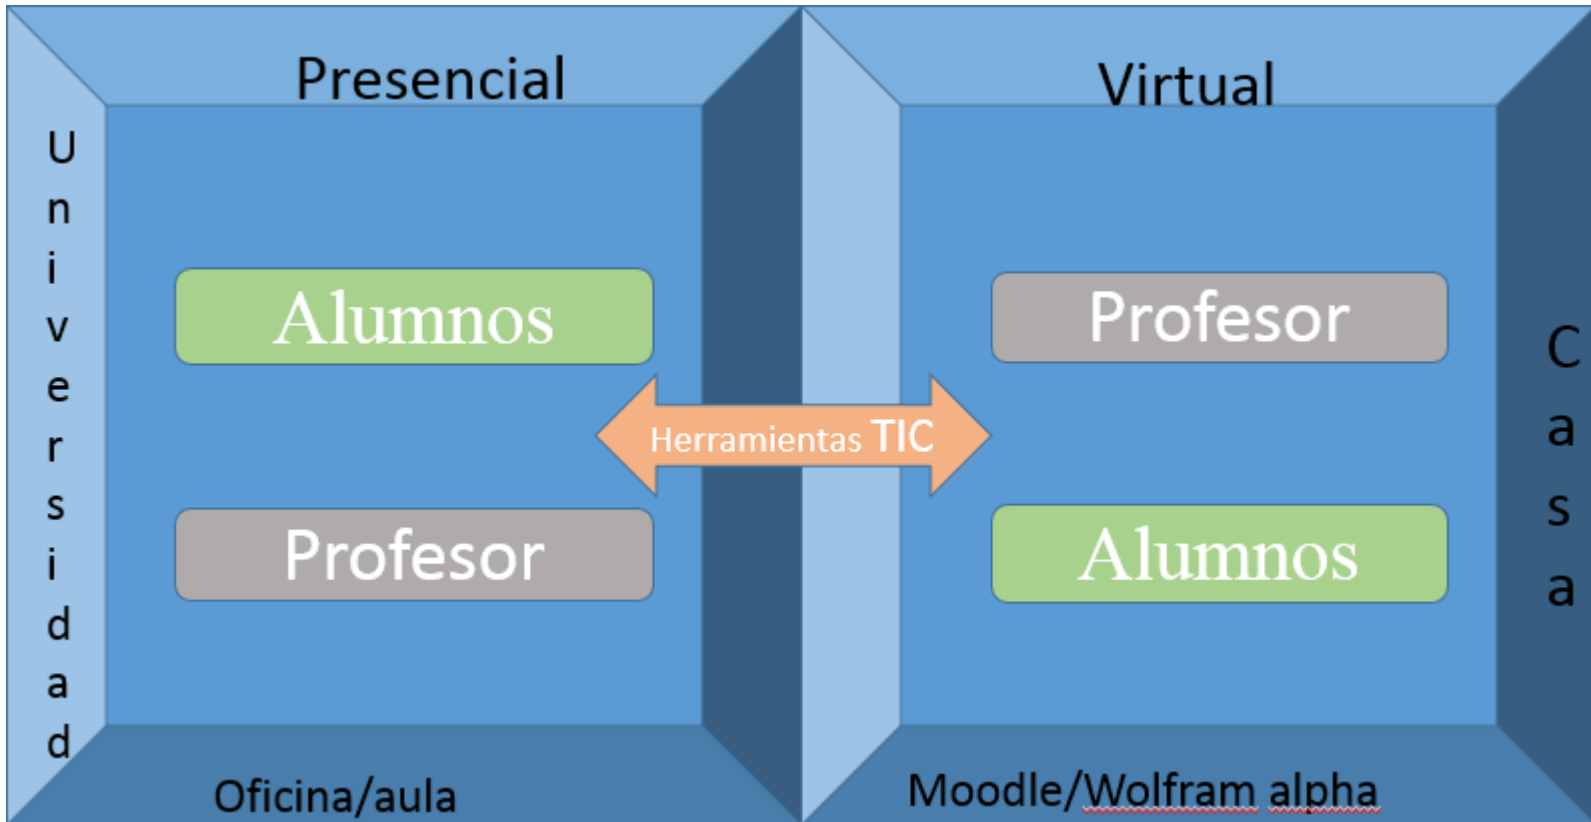 Presencial
Universidad
Alumnos
Profesor
Oficina/aula
Herramientas TIC
Virtual
Profesor
Alumnos
Casa
Moodle/Wolfram alpha